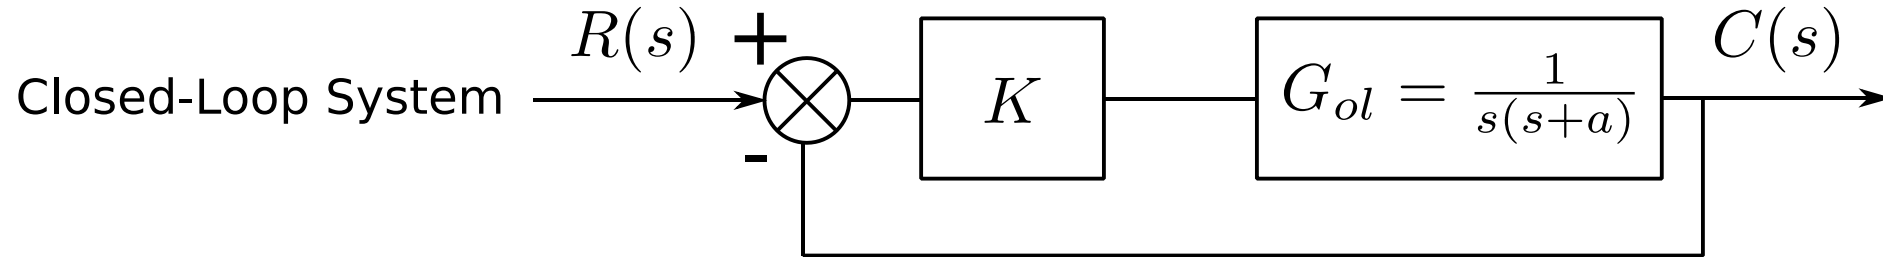 R(s) + C(s)
Closed-Loop System K G_{ol} = \frac{1}{s(s+a)}
-